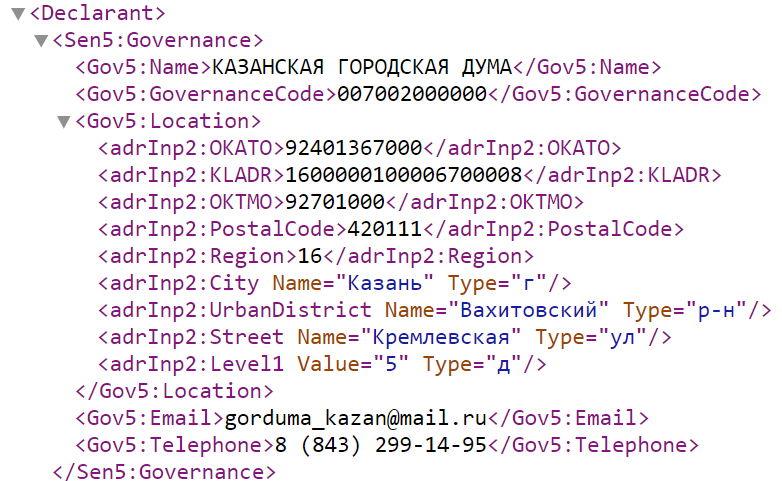 <Declarant>
<Sen5:Governance>
<Gov5:Name>КАЗАНСКАЯ ГОРОДСКАЯ ДУМА</Gov5:Name>
<Gov5:GovernanceCode>007002000000</Gov5:GovernanceCode>
<Gov5:Location>
<adrInp2:OKATO>92401367000</adrInp2:OKATO>
<adrInp2:KLADR>1600000100006700008</adrInp2:KLADR>
<adrInp2:OKTMO>92701000</adrInp2:OKTMO>
<adrInp2:PostalCode>420111</adrInp2:PostalCode>
<adrInp2:Region>16</adrInp2:Region>
<adrInp2:City Name="Казань" Type="г"/>
<adrInp2:UrbanDistrict Name="Вахитовский" Type="р-н"/>
<adrInp2:Street Name="Кремлевская" Type="ул"/>
<adrInp2:Level1 Value="5" Type="д"/>
</Gov5:Location>
<Gov5:Email>gorduma_kazan@mail.ru</Gov5:Email>
<Gov5:Telephone>8 (843) 299-14-95</Gov5:Telephone>
</Sen5:Governance>